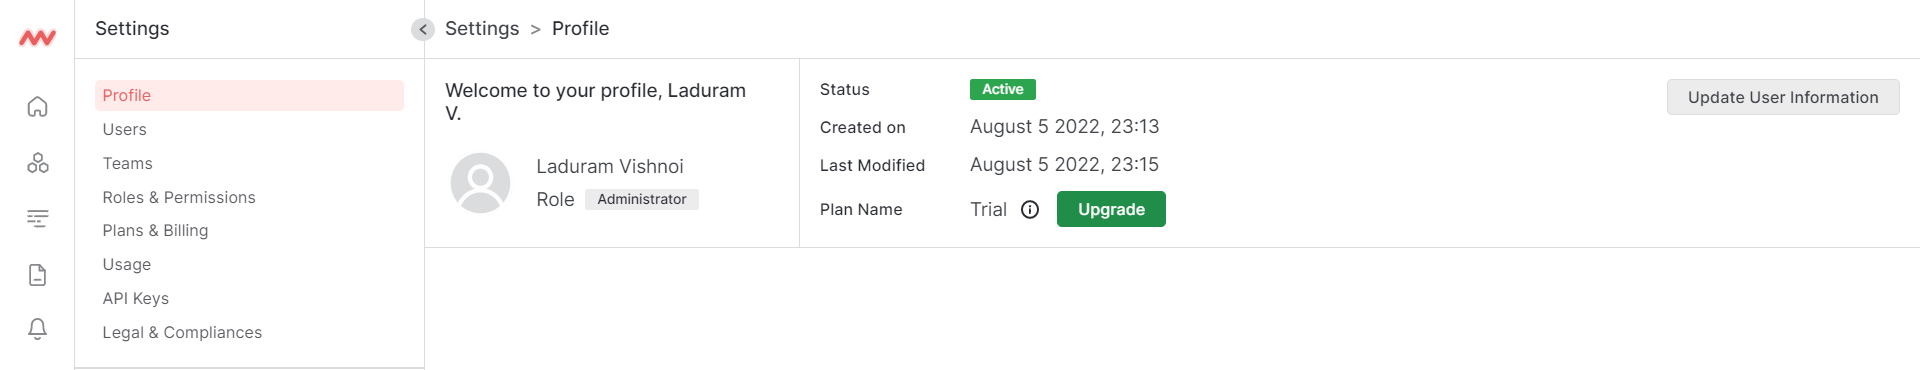 Settings
Profile
Users
Teams
Roles & Permissions
Plans & Billing
Usage
API Keys
Legal & Compliances
Settings > Profile
Welcome to your profile, Laduram
V.
Laduram Vishnoi
Role Administrator
Status Active
Created on August 5 2022, 23:13
Last Modified August 5 2022, 23:15
Plan Name Trial Upgrade
Update User Information